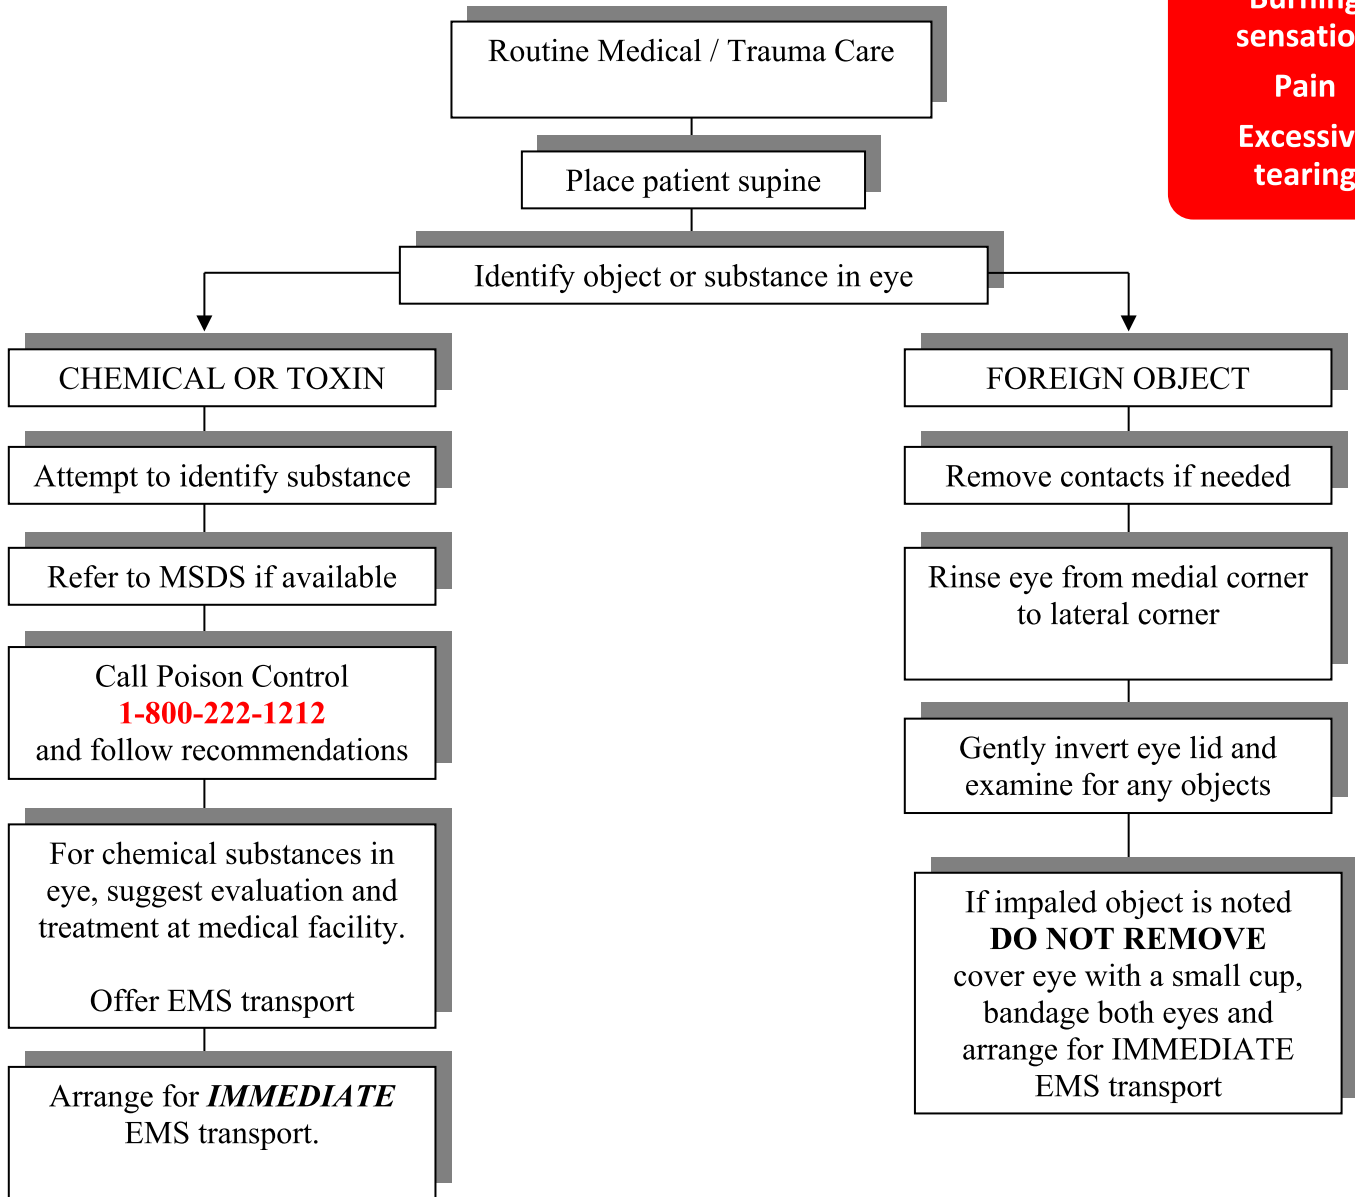 Routine Medical / Trauma Care
Pain
Place patient supine
tearing
Identify object or substance in eye
CHEMICAL OR TOXIN
Attempt to identify substance
Refer to MSDS if available
Call Poison Control
1-800-222-1212
and follow recommendations
For chemical substances in
eye, suggest evaluation and
treatment at medical facility.
Offer EMS transport
Arrange for IMMEDIATE
EMS transport.
FOREIGN OBJECT
Remove contacts if needed
Rinse eye from medial corner
to lateral corner
Gently invert eye lid and
examine for any objects
If impaled object is noted
DO NOT REMOVE
cover eye with a small cup,
bandage both eyes and
arrange for IMMEDIATE
EMS transport